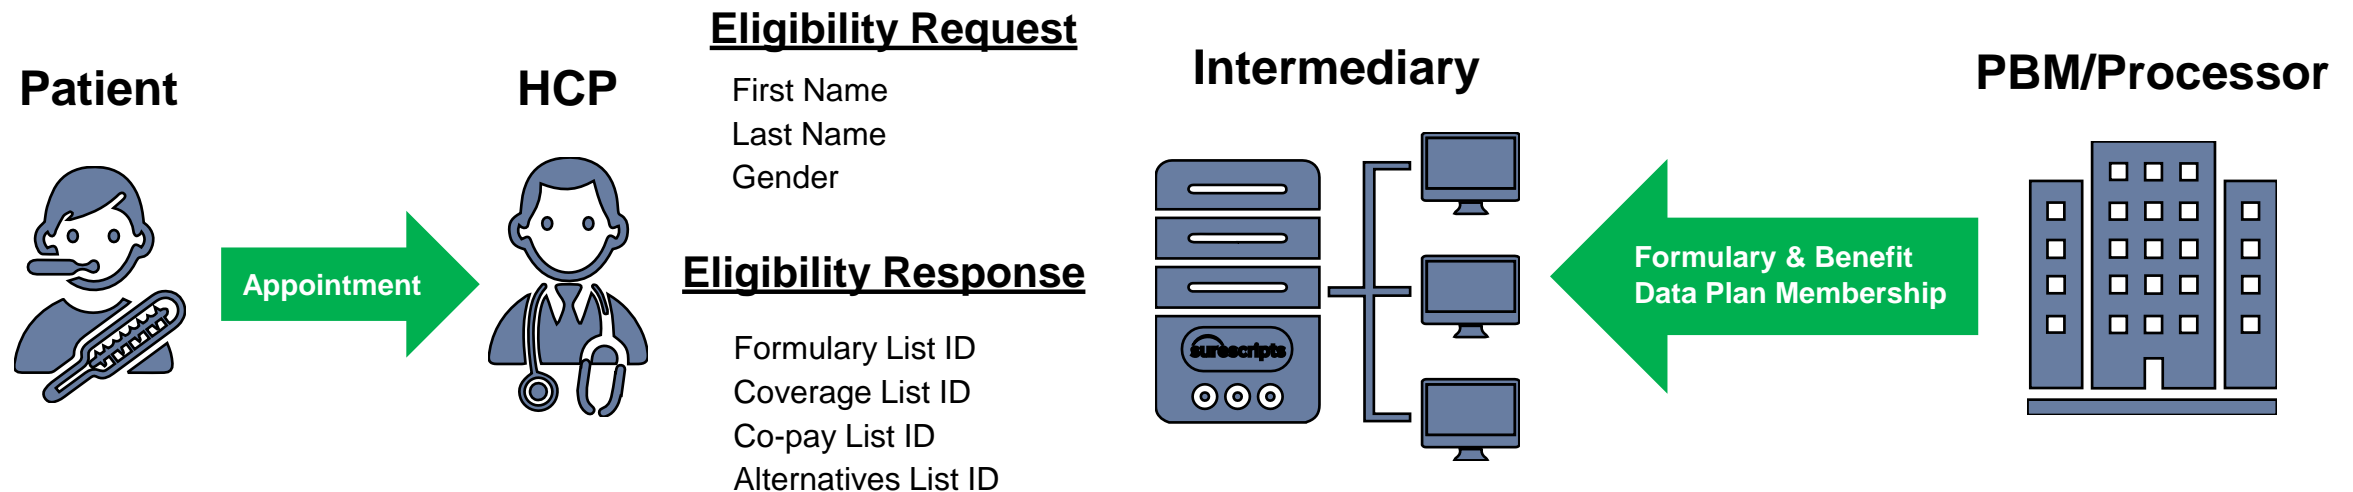 Patient
Appointment
HCP
Eligibility Request
First Name
Last Name
Gender
Eligibility Response
Formulary List ID
Coverage List ID
Co-pay List ID
Alternatives List ID
Intermediary
surescripts
Formulary & Benefit
Data Plan Membership
PBM/Processor